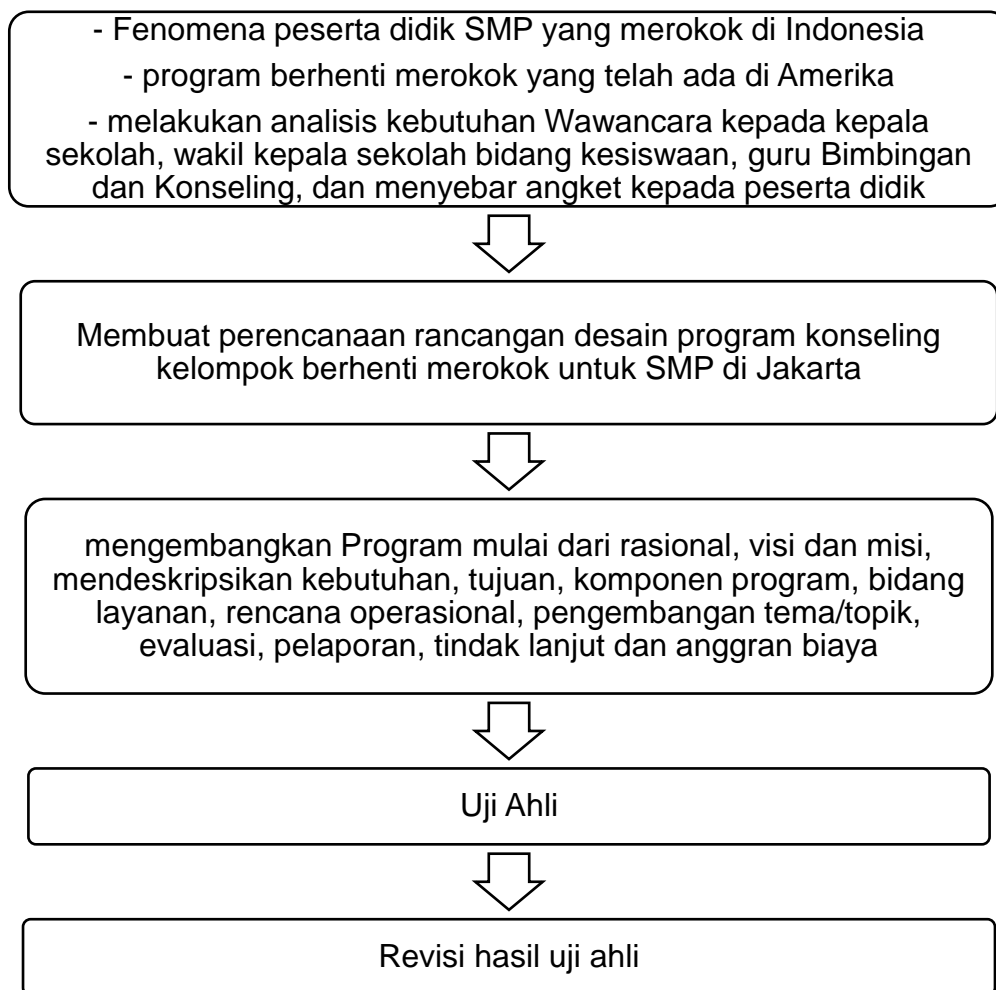 - Fenomena peserta didik SMP yang merokok di Indonesia
- program berhenti merokok yang telah ada di Amerika
- melakukan analisis kebutuhan Wawancara kepada kepala
sekolah, wakil kepala sekolah bidang kesiswaan, guru Bimbingan
dan Konseling, dan menyebar angket kepada peserta didik
Membuat perencanaan rancangan desain program konseling
kelompok berhenti merokok untuk SMP di Jakarta
mengembangkan Program mulai dari rasional, visi dan misi,
mendeskripsikan kebutuhan, tujuan, komponen program, bidang
layanan, rencana operasional, pengembangan tema/topik,
evaluasi, pelaporan, tindak lanjut dan anggran biaya
Uji Ahli
Revisi hasil uji ahli